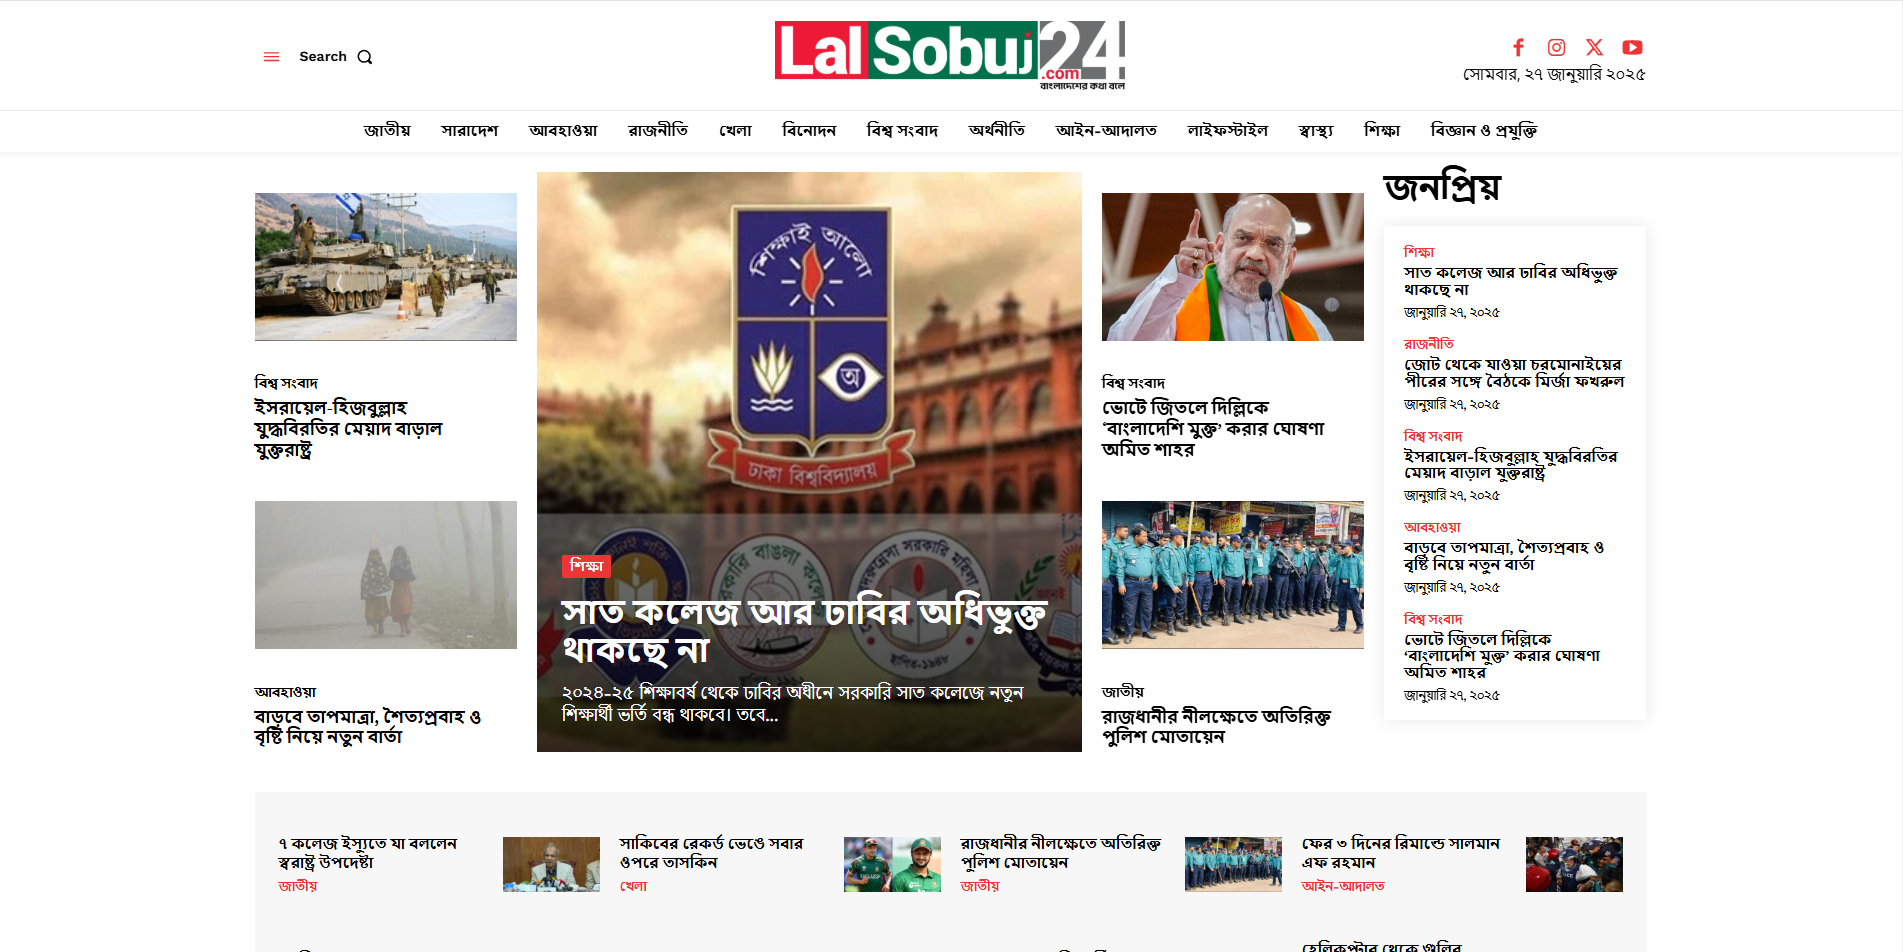 Search
LalSobuj24
.com
বাংলাদেশের কথা বলে
সোমবার, ২৭ জানুয়ারি ২০২৫
জাতীয় সারাদেশ আবহাওয়া রাজনীতি খেলা বিনোদন বিশ্ব সংবাদ অর্থনীতি আইন-আদালত লাইফস্টাইল স্বাস্থ্য শিক্ষা বিজ্ঞান ও প্রযুক্তি
বিশ্ব সংবাদ
ইসরায়েল-হিজবুল্লাহ
যুদ্ধবিরতির মেয়াদ বাড়াল
যুক্তরাষ্ট্র
আবহাওয়া
বাড়বে তাপমাত্রা, শৈত্যপ্রবাহ ও
বৃষ্টি নিয়ে নতুন বার্তা
শিক্ষাই আলো
অ
ঢাকা বিশ্ববিদ্যালয়
শিক্ষা
সাত কলেজ আর ঢাবির অধিভুক্ত
থাকছে না
২০২৪-২৫ শিক্ষাবর্ষ থেকে ঢাবির অধীনে সরকারি সাত কলেজে নতুন
শিক্ষার্থী ভর্তি বন্ধ থাকবে। তবে...
বিশ্ব সংবাদ
ভোটে জিতলে দিল্লিকে
‘বাংলাদেশি মুক্ত’ করার ঘোষণা
অমিত শাহর
জাতীয়
রাজধানীর নীলক্ষেতে অতিরিক্ত
পুলিশ মোতায়েন
জনপ্রিয়
শিক্ষা
সাত কলেজ আর ঢাবির অধিভুক্ত
থাকছে না
জানুয়ারি ২৭, ২০২৫
রাজনীতি
জোট থেকে যাওয়া চরমোনাইয়ের
পীরের সঙ্গে বৈঠকে মির্জা ফখরুল
জানুয়ারি ২৭, ২০২৫
বিশ্ব সংবাদ
ইসরায়েল-হিজবুল্লাহ যুদ্ধবিরতির
মেয়াদ বাড়াল যুক্তরাষ্ট্র
জানুয়ারি ২৭, ২০২৫
আবহাওয়া
বাড়বে তাপমাত্রা, শৈত্যপ্রবাহ ও
বৃষ্টি নিয়ে নতুন বার্তা
জানুয়ারি ২৭, ২০২৫
বিশ্ব সংবাদ
ভোটে জিতলে দিল্লিকে
‘বাংলাদেশি মুক্ত’ করার ঘোষণা
অমিত শাহর
জানুয়ারি ২৭, ২০২৫
৭ কলেজ ইস্যুতে যা বললেন
স্বরাষ্ট্র উপদেষ্টা
জাতীয়
সাকিবের রেকর্ড ভেঙে সবার
ওপরে তাসকিন
খেলা
রাজধানীর নীলক্ষেতে অতিরিক্ত
পুলিশ মোতায়েন
জাতীয়
ফের ৩ দিনের রিমান্ডে সালমান
এফ রহমান
আইন-আদালত
হেলিকপ্টার থেকে গুলির